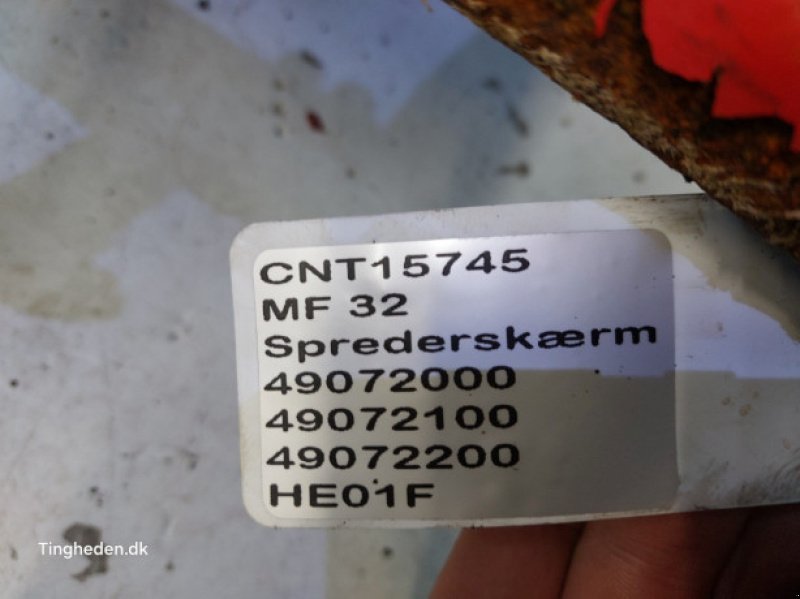 CNT15745
MF 32
Sprederskærm
49072000
49072100
49072200
HE01F
Tingheden.dk